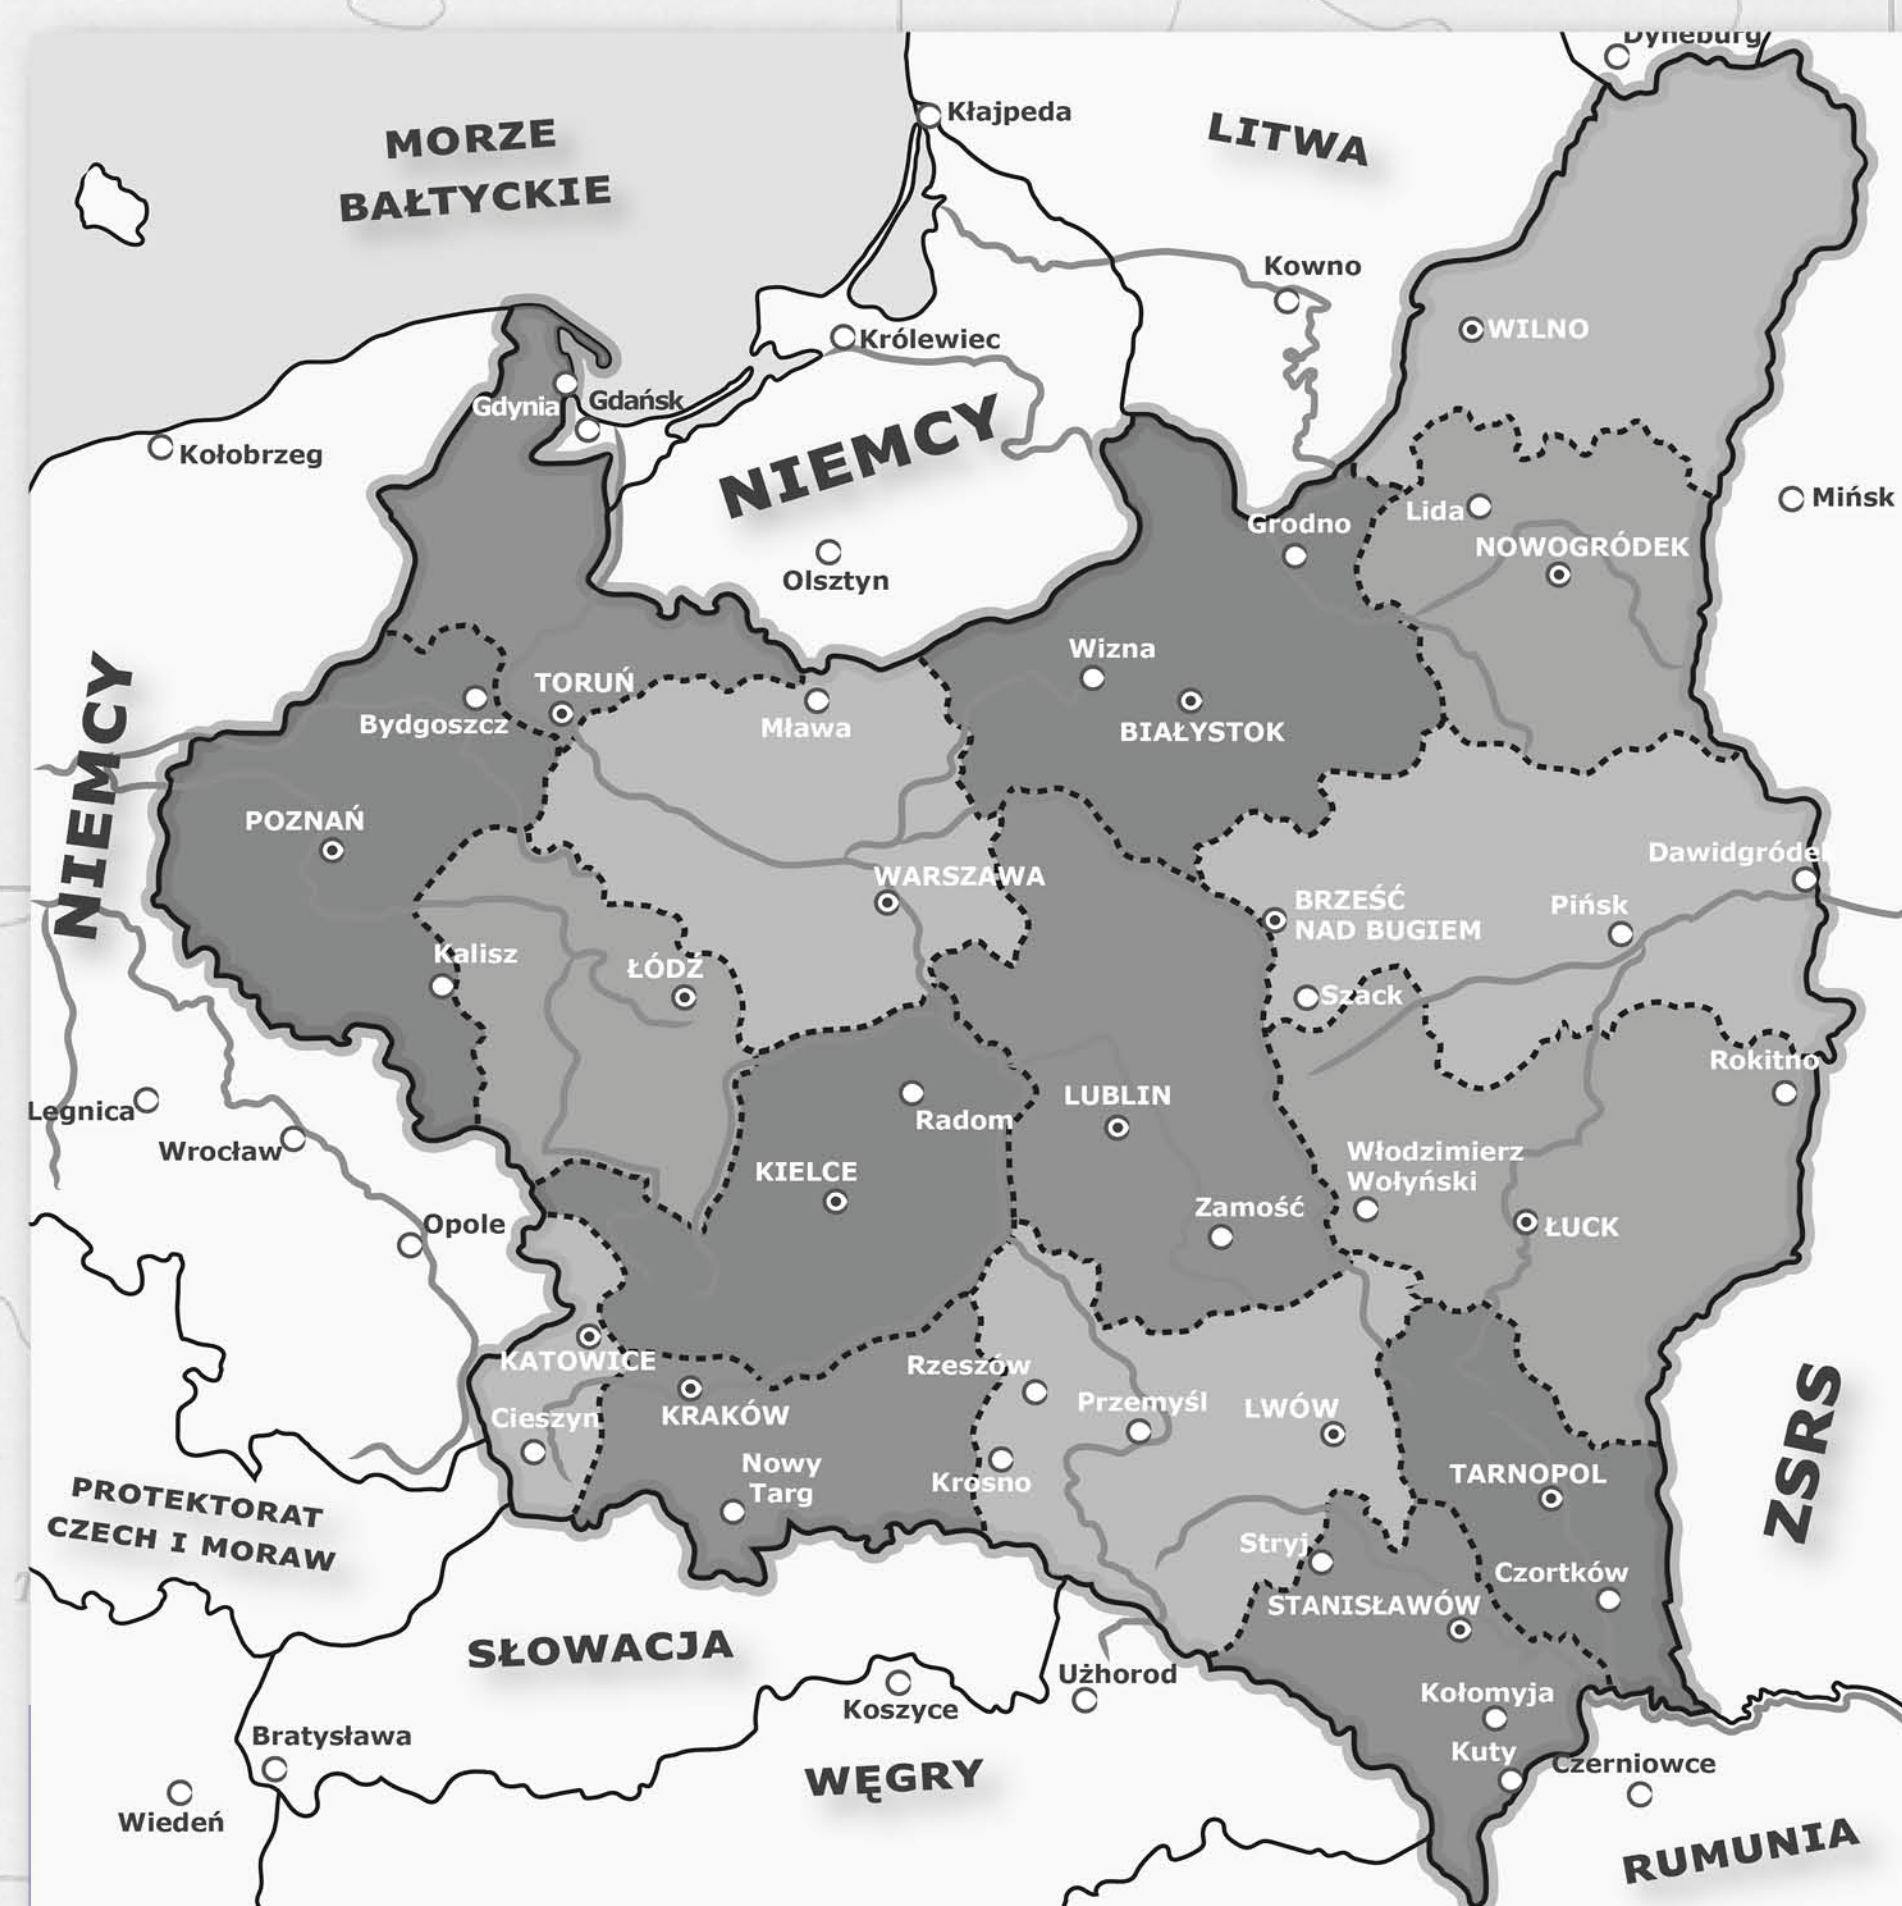 Dyneburg
MORZE
BAŁTYCKIE
Kłajpeda
LITWA
Kowno
WILNO
Królewiec
Gdynia
Gdańsk
Kołobrzeg
NIEMCY
Olsztyn
Grodno
Lida
Mińsk
NOWOGRÓDEK
Wizna
BIAŁYSTOK
TORUŃ
Bydgoszcz
Mława
NIEMCY
POZNAŃ
WARSZAWA
Dawidgródek
BRZEŚĆ
NAD BUGIEM
Pińsk
Kalisz
ŁÓDŹ
Szack
Rokitno
Legnica
Wrocław
Radom
LUBLIN
KIELCE
Włodzimierz
Wołyński
Zamość
ŁUCK
Opole
KATOWICE
Rzeszów
Cieszyn
KRAKÓW
Przemyśl
LWÓW
ZSRS
Nowy
Targ
Krosno
TARNOPOL
PROTEKTORAT
CZECH I MORAW
Stryj
Czortków
STANISŁAWÓW
SŁOWACJA
Użhorod
Koszyce
Kołomyja
Bratysława
Kuty
Czerniowce
WĘGRY
Wiedeń
RUMUNIA